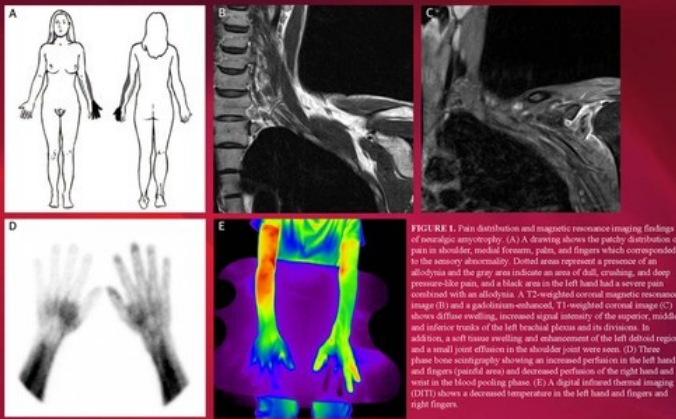 A
B
C
D
E
FIGURE 1. Pain distribution and magnetic resonance imaging findings
of neuralgic amyotrophy. (A) A drawing shows the patchy distribution o
pain in shoulder, medial forearm, palm, and fingers which corresponded
to the sensory abnormality. Dotted areas represent a presence of an
allodynia and the gray area indicate an area of dull, crushing, and deep
pressure-like pain, and a black area in the left hand had a severe pain
combined with an allodynia. A T2-weighted coronal magnetic resonance
image (B) and a gadolinium-enhanced, T1-weighted coronal image (C)
shows diffuse swelling, increased signal intensity of the superior, middle
and inferior trunks of the left brachial plexus and its divisions. In
addition, a soft tissue swelling and enhancement of the left deltoid region
and a small joint effusion in the shoulder joint were seen. (D) Three
phase bone scintigraphy showing an increased perfusion in the left hand
and fingers (painful area) and decreased perfusion of the right hand and
wrist in the blood pooling phase. (E) A digital infrared thermal imaging
(DITI) shows a decreased temperature in the left hand and fingers and
right fingers.